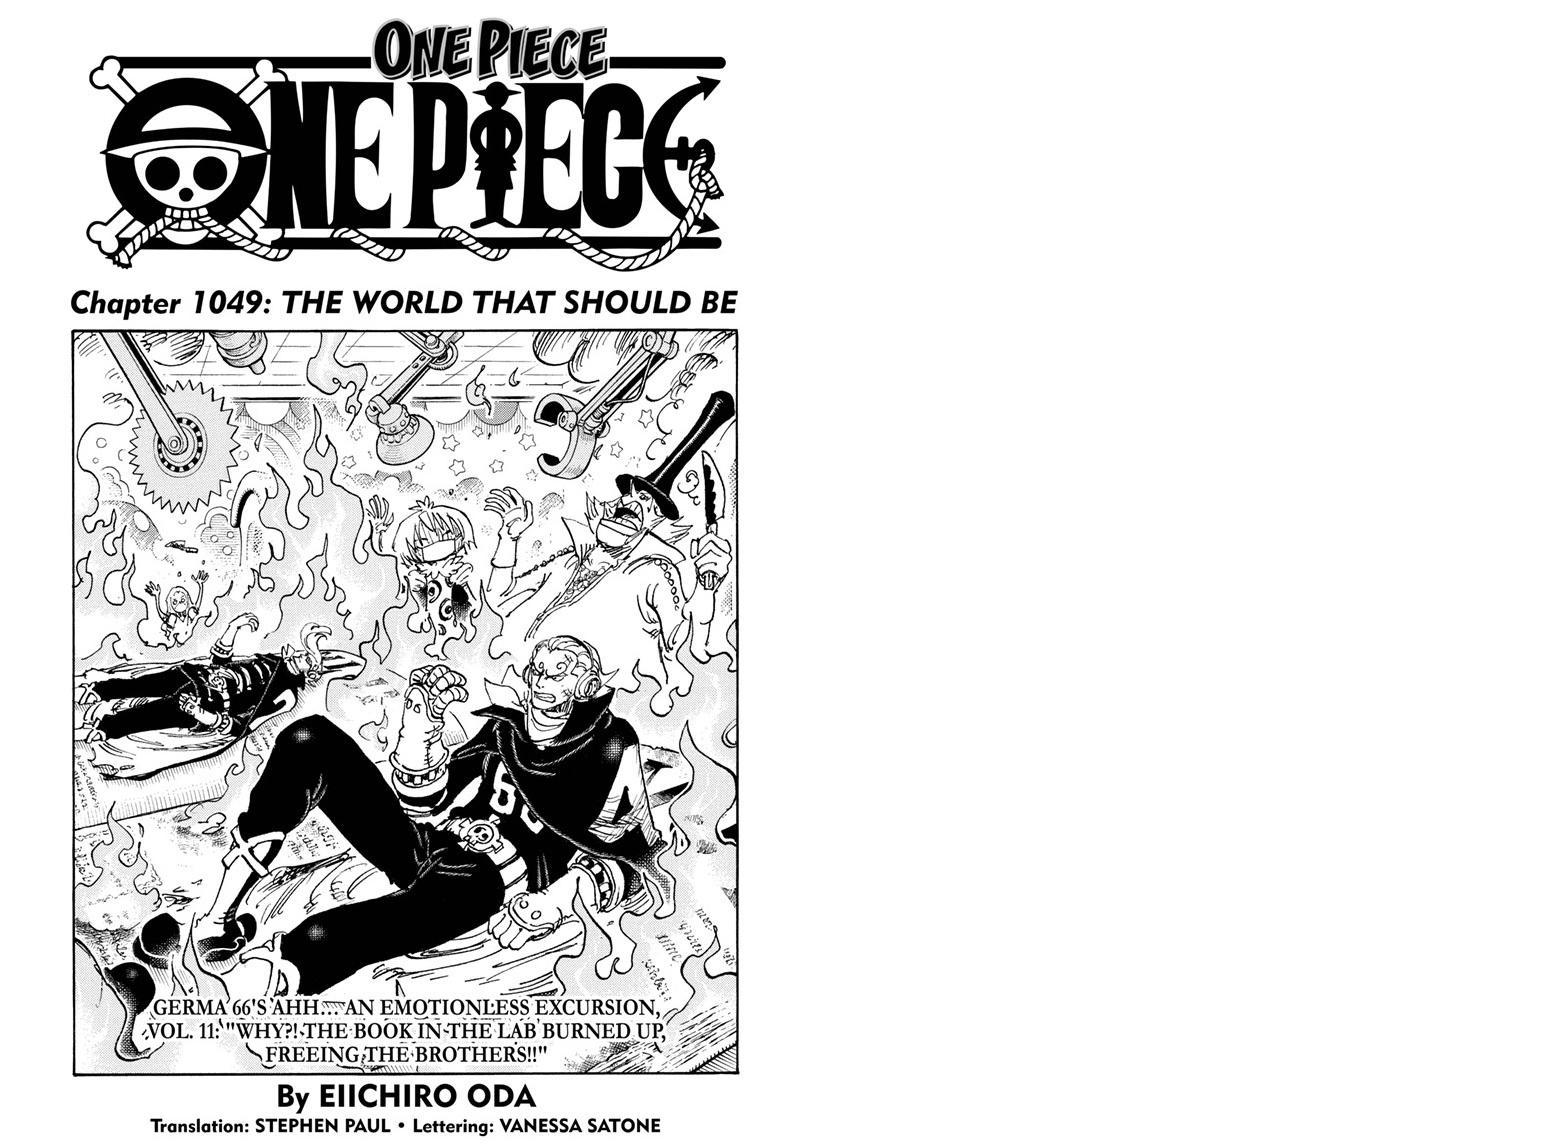 ONE PIECE
ONE PIECE
Chapter 1049: THE WORLD THAT SHOULD BE
66
GERMA 66'S AHH... AN EMOTIONLESS EXCURSION,
VOL. 11: "WHY?! THE BOOK IN THE LAB BURNED UP,
FREEING THE BROTHERS!!"
By EIICHIRO ODA
Translation: STEPHEN PAUL • Lettering: VANESSA SATONE